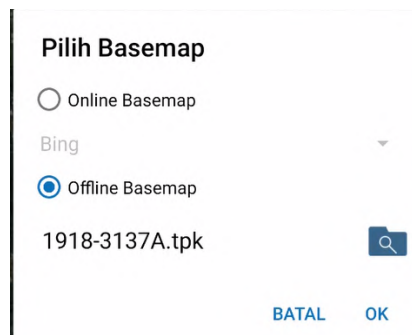 Pilih Basemap
Online Basemap
Bing
Offline Basemap
1918-3137A.tpk
BATAL OK